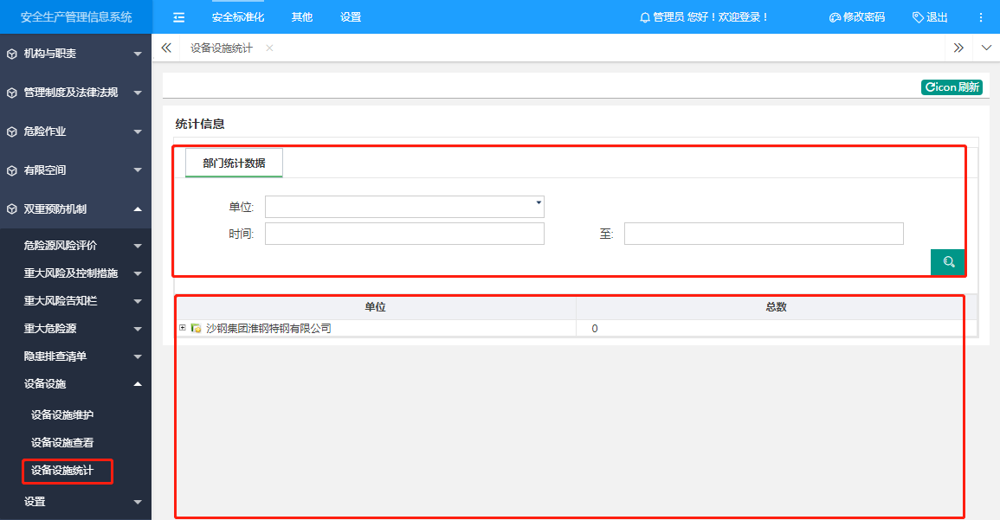 安全生产管理信息系统
安全标准化 其他 设置
管理员 您好！欢迎登录！
修改密码 退出
机构与职责
管理制度及法律法规
危险作业
有限空间
双重预防机制
危险源风险评价
重大风险及控制措施
重大风险告知栏
重大危险源
隐患排查清单
设备设施
设备设施维护
设备设施查看
设备设施统计
设置
设备设施统计
icon 刷新
统计信息
部门统计数据
单位:
时间: 至:
单位 总数
沙钢集团淮钢特钢有限公司 0